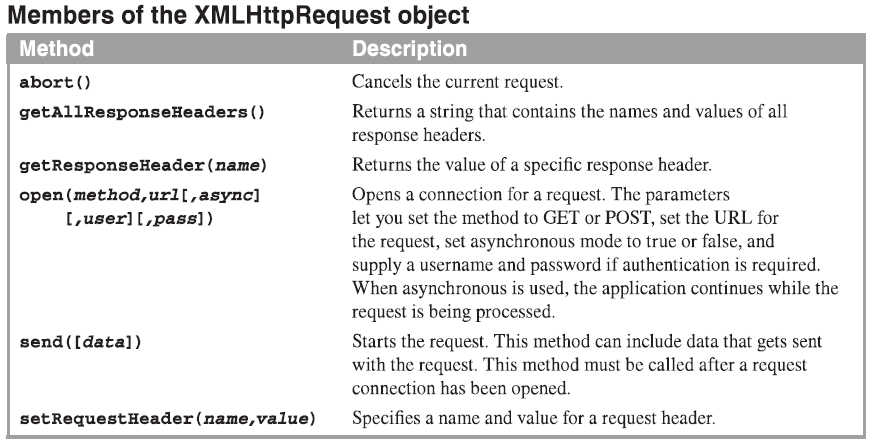 Members of the XMLHttpRequest object
Method Description
abort() Cancels the current request.
getAllResponseHeaders() Returns a string that contains the names and values of all
response headers.
getResponseHeader(name) Returns the value of a specific response header.
open(method,url[,async] Opens a connection for a request. The parameters
[,user][,pass]) let you set the method to GET or POST, set the URL for
the request, set asynchronous mode to true or false, and
supply a username and password if authentication is required.
When asynchronous is used, the application continues while the
request is being processed.
send([data]) Starts the request. This method can include data that gets sent
with the request. This method must be called after a request
connection has been opened.
setRequestHeader(name,value) Specifies a name and value for a request header.